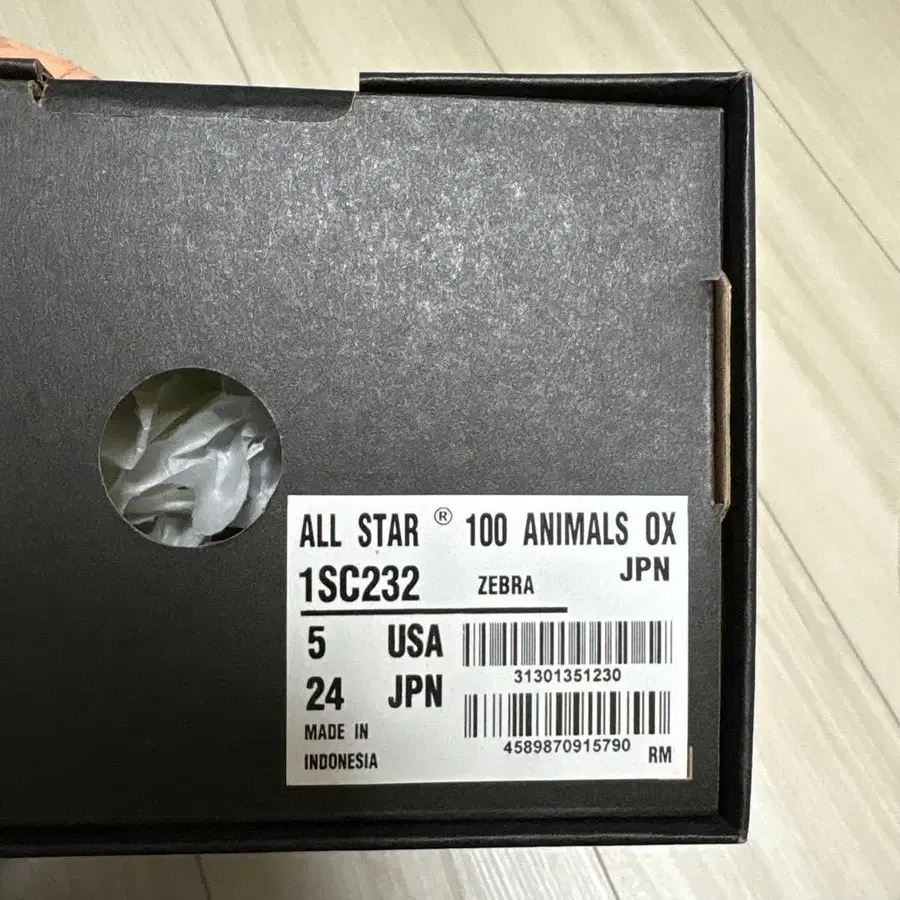 ALL STAR ® 100 ANIMALS OX
1SC232 ZEBRA JPN
5 USA
31301351230
24 JPN
4589870915790
MADE IN
INDONESIA
RM